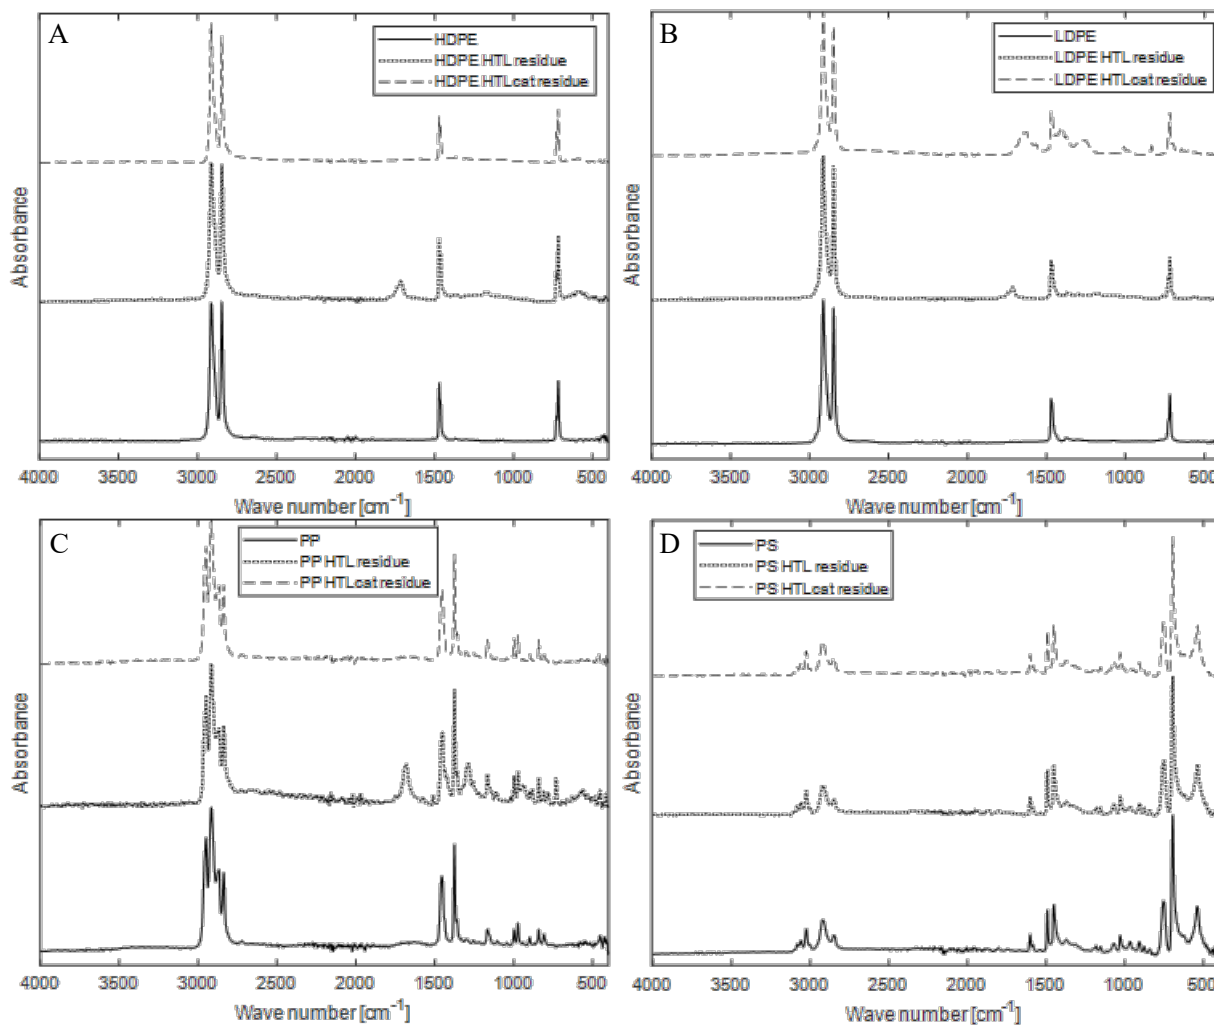 A
HDPE
HDPE HTL residue
HDPE HTLcat residue
Absorbance
4000 3500 3000 2500 2000 1500 1000 500
Wave number [cm⁻¹]
B
LDPE
LDPE HTL residue
LDPE HTLcat residue
Absorbance
4000 3500 3000 2500 2000 1500 1000 500
Wave number [cm⁻¹]
C
PP
PP HTL residue
PP HTLcat residue
Absorbance
4000 3500 3000 2500 2000 1500 1000 500
Wave number [cm⁻¹]
D
PS
PS HTL residue
PS HTLcat residue
Absorbance
4000 3500 3000 2500 2000 1500 1000 500
Wave number [cm⁻¹]